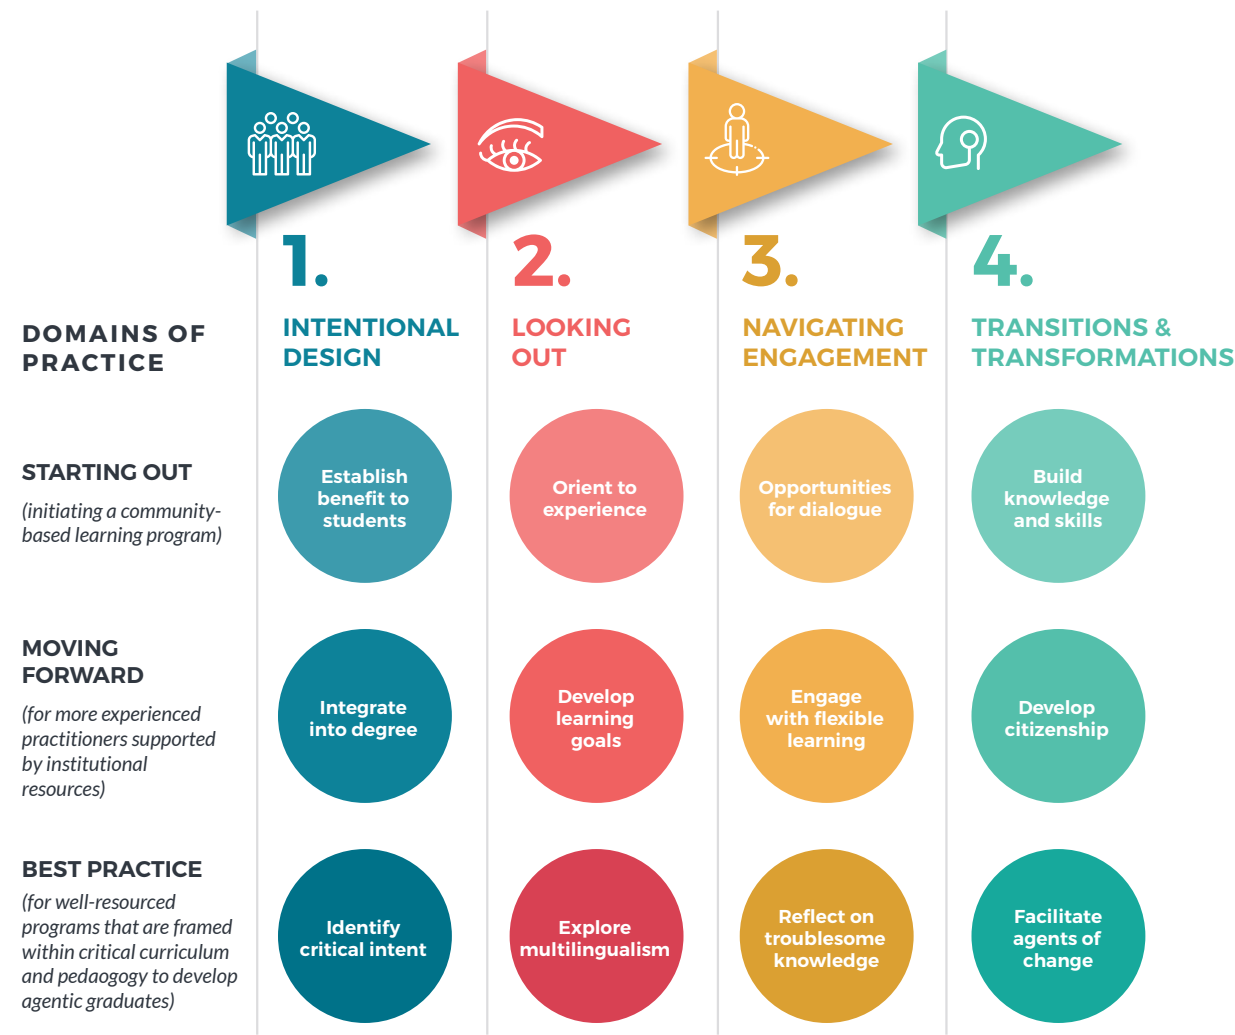 1.
2.
3.
4.
DOMAINS OF
PRACTICE
INTENTIONAL
DESIGN
LOOKING
OUT
NAVIGATING
ENGAGEMENT
TRANSITIONS &
TRANSFORMATIONS
STARTING OUT
(initiating a community-
based learning program)
Establish
benefit to
students
Orient to
experience
Opportunities
for dialogue
Build
knowledge
and skills
MOVING
FORWARD
(for more experienced
practitioners supported
by institutional
resources)
Integrate
into degree
Develop
learning
goals
Engage
with flexible
learning
Develop
citizenship
BEST PRACTICE
(for well-resourced
programs that are framed
within critical curriculum
and pedaogogy to develop
agentic graduates)
Identify
critical intent
Explore
multilingualism
Reflect on
troublesome
knowledge
Facilitate
agents of
change